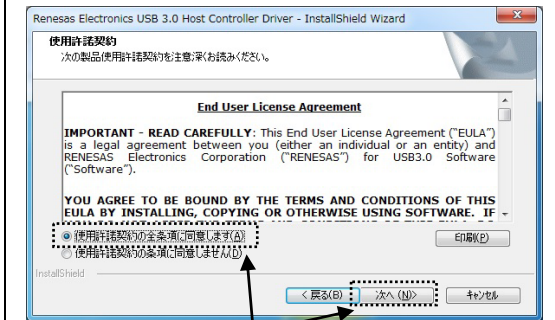 Renesas Electronics USB 3.0 Host Controller Driver - InstallShield Wizard
使用許諾契約
次の製品使用許諾契約を注意深くお読みください。
End User License Agreement
IMPORTANT - READ CAREFULLY: This End User License Agreement ("EULA")
is a legal agreement between you (either an individual or an entity) and
RENESAS Electronics Corporation ("RENESAS") for USB3.0 Software
("Software").
YOU AGREE TO BE BOUND BY THE TERMS AND CONDITIONS OF THIS
EULA BY INSTALLING, COPYING OR OTHERWISE USING SOFTWARE. IF
使用許諾契約の全条項に同意します(A)
印刷(P)
使用許諾契約の条項に同意しません(D)
InstallShield
< 戻る(B)
次へ (N)>
キャンセル